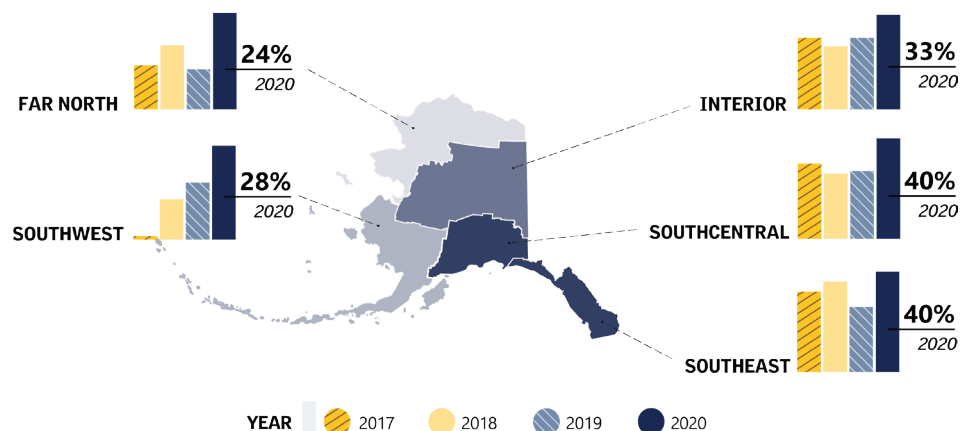 24%
2020
FAR NORTH
33%
2020
INTERIOR
28%
2020
SOUTHWEST
40%
2020
SOUTHCENTRAL
40%
2020
SOUTHEAST
YEAR 2017 2018 2019 2020